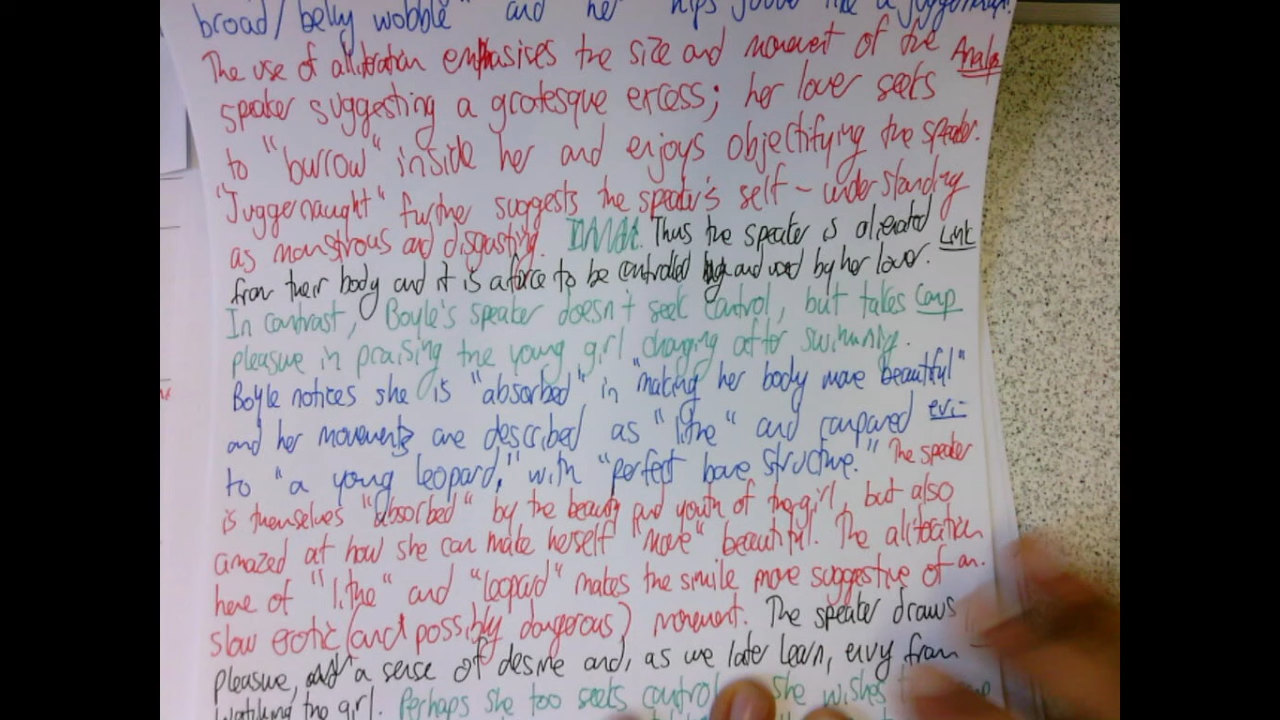 broad/belly wobble" and her hips
The use of alliteration emphasises the size and movement of the Analys
speaker suggesting a grotesque excess; her lover seeks
to "burrow" inside her and enjoys objectifying the speaker.
"Juggernaught" further suggests the speaker's self-understanding
as monstrous and disgusting. Thus the speaker is alienated Link
from their body and it is a force to be controlled and used by her lover.
In contrast, Boyle's speaker doesn't seek control, but takes Comp
pleasure in praising the young girl changing after swimming.
Boyle notices she is "absorbed" in "making her body more beautiful"
and her movements are described as "lithe" and compared evi-
to "a young leopard," with "perfect bone structure." The speaker
is themselves "absorbed" by the beauty and youth of the girl, but also
amazed at how she can make herself "more" beautiful. The alliteration
here of "lithe" and "leopard" makes the simile more suggestive of an.
slow erotic (and possibly dangerous) movement. The speaker draws
pleasure, a sense of desire and, as we later learn, envy from
watching the girl. Perhaps she too seeks control she wishes